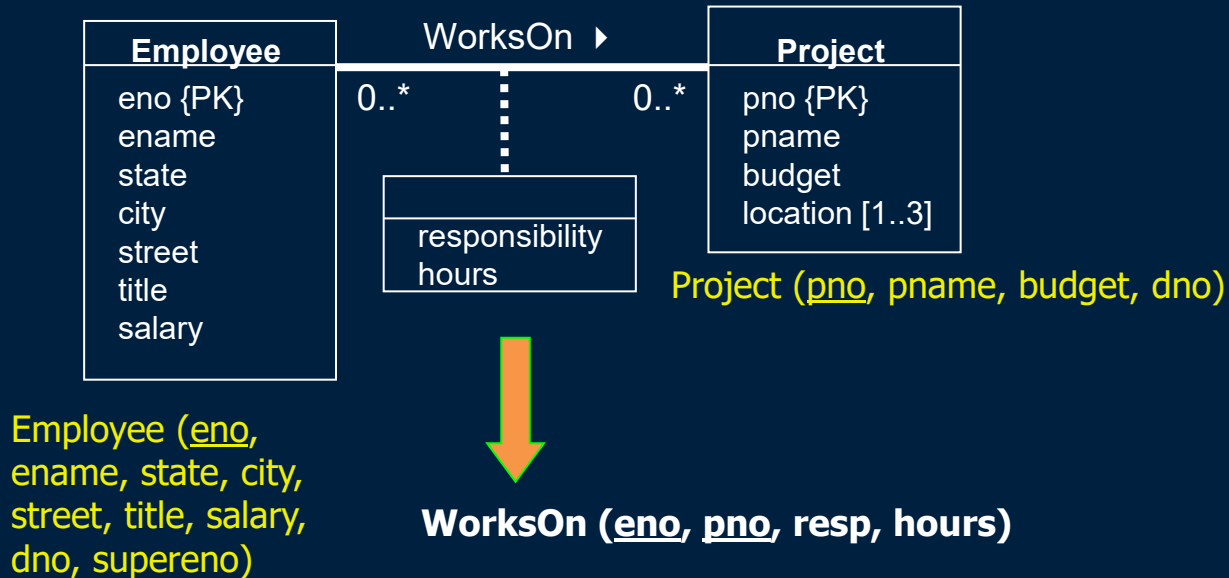 WorksOn ▶
Employee
eno {PK}
ename
state
city
street
title
salary
0..*
0..*
responsibility
hours
Project
pno {PK}
pname
budget
location [1..3]
Project (pno, pname, budget, dno)
Employee (eno,
ename, state, city,
street, title, salary,
dno, supereno)
WorksOn (eno, pno, resp, hours)